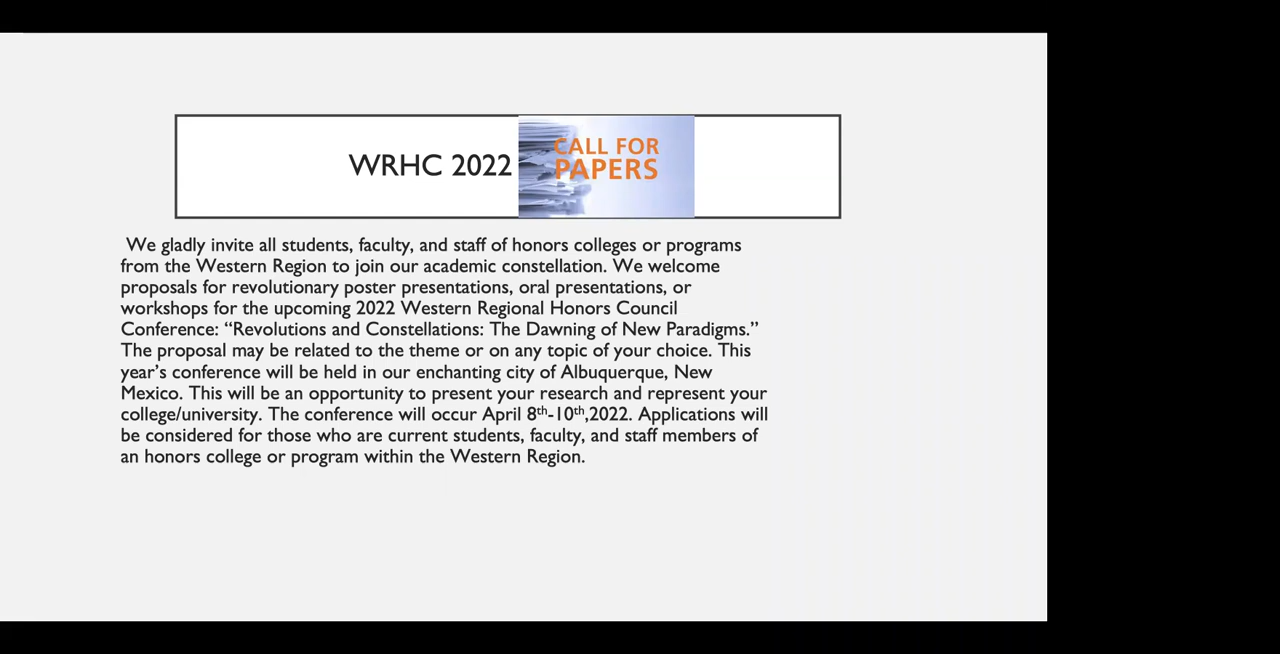 WRHC 2022
CALL FOR
PAPERS
We gladly invite all students, faculty, and staff of honors colleges or programs
from the Western Region to join our academic constellation. We welcome
proposals for revolutionary poster presentations, oral presentations, or
workshops for the upcoming 2022 Western Regional Honors Council
Conference: “Revolutions and Constellations: The Dawning of New Paradigms.”
The proposal may be related to the theme or on any topic of your choice. This
year’s conference will be held in our enchanting city of Albuquerque, New
Mexico. This will be an opportunity to present your research and represent your
college/university. The conference will occur April 8th-10th,2022. Applications will
be considered for those who are current students, faculty, and staff members of
an honors college or program within the Western Region.